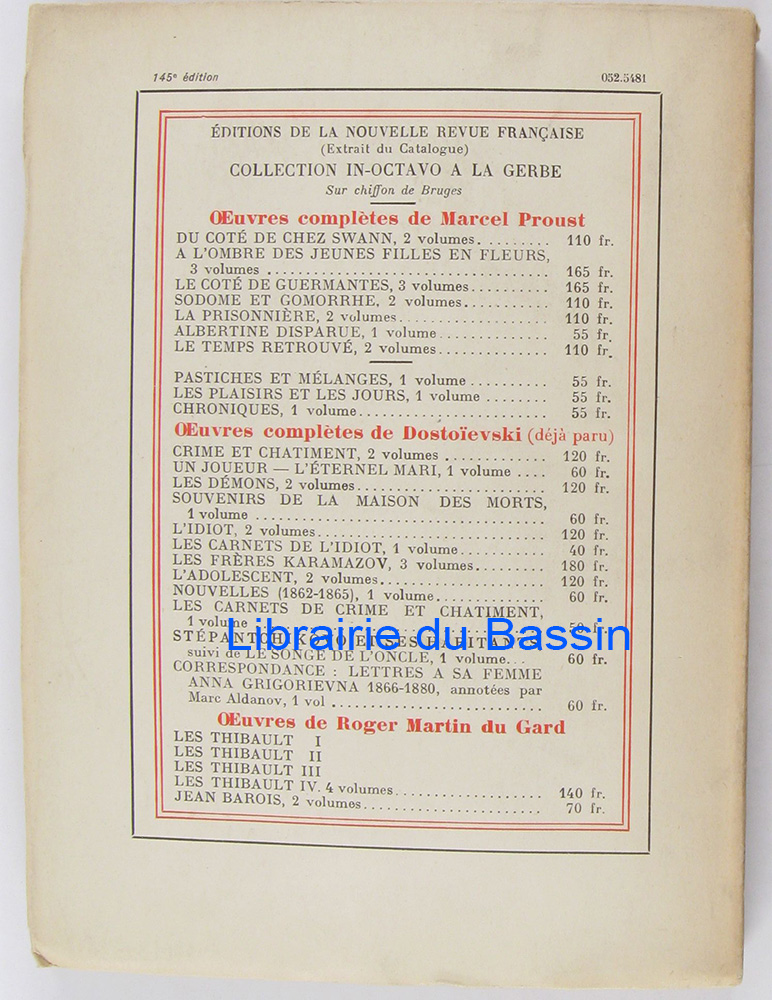 145e édition 052.5481
ÉDITIONS DE LA NOUVELLE REVUE FRANÇAISE
(Extrait du Catalogue)
COLLECTION IN-OCTAVO A LA GERBE
Sur chiffon de Bruges
Œuvres complètes de Marcel Proust
DU COTÉ DE CHEZ SWANN, 2 volumes. ........ 110 fr.
A L'OMBRE DES JEUNES FILLES EN FLEURS,
3 volumes .................................... 165 fr.
LE COTÉ DE GUERMANTES, 3 volumes.......... 165 fr.
SODOME ET GOMORRHE, 2 volumes........... 110 fr.
LA PRISONNIÈRE, 2 volumes................... 110 fr.
ALBERTINE DISPARUE, 1 volume.............. 55 fr.
LE TEMPS RETROUVÉ, 2 volumes.............. 110 fr.
PASTICHES ET MÉLANGES, 1 volume .......... 55 fr.
LES PLAISIRS ET LES JOURS, 1 volume ........ 55 fr.
CHRONIQUES, 1 volume........................ 55 fr.
Œuvres complètes de Dostoïevski (déjà paru)
CRIME ET CHATIMENT, 2 volumes ............. 120 fr.
UN JOUEUR — L'ÉTERNEL MARI, 1 volume .... 60 fr.
LES DÉMONS, 2 volumes........................ 120 fr.
SOUVENIRS DE LA MAISON DES MORTS,
1 volume ..................................... 60 fr.
L'IDIOT, 2 volumes............................. 120 fr.
LES CARNETS DE L'IDIOT, 1 volume........... 40 fr.
LES FRÈRES KARAMAZOV, 3 volumes......... 180 fr.
L'ADOLESCENT, 2 volumes..................... 120 fr.
NOUVELLES (1862-1865), 1 volume.............. 60 fr.
LES CARNETS DE CRIME ET CHATIMENT,
1 volume fr.
Librairie du Bassin
suivi de LE SONGE DE L'ONCLE, 1 volume... 60 fr.
CORRESPONDANCE : LETTRES A SA FEMME
ANNA GRIGORIEVNA 1866-1880, annotées par
Marc Aldanov, 1 vol .......................... 60 fr.
Œuvres de Roger Martin du Gard
LES THIBAULT I
LES THIBAULT II
LES THIBAULT III
LES THIBAULT IV. 4 volumes................... 140 fr.
JEAN BAROIS, 2 volumes....................... 70 fr.